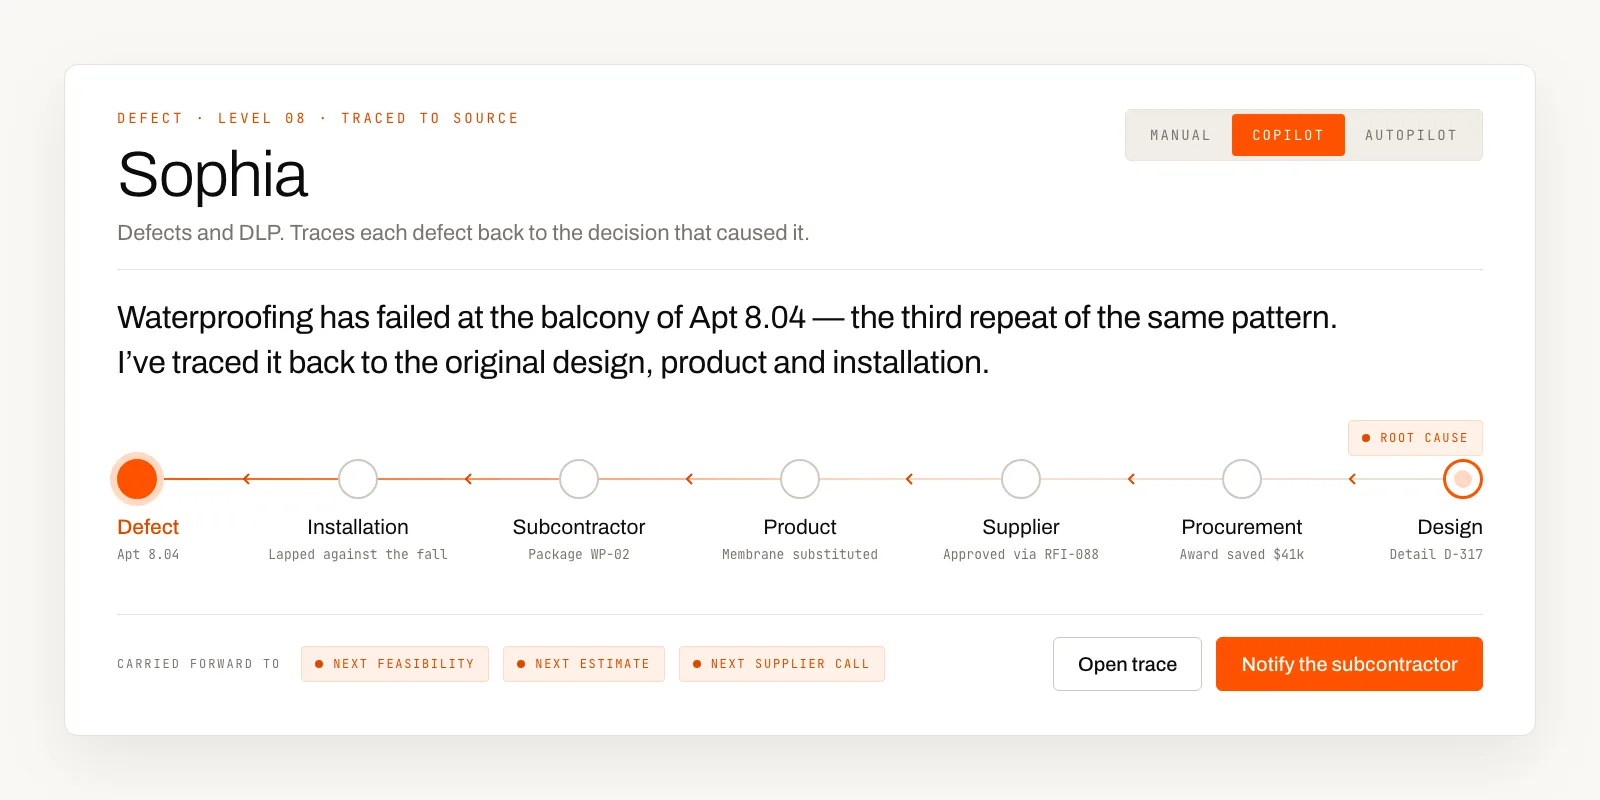 DEFECT · LEVEL 08 · TRACED TO SOURCE
MANUAL
COPILOT
AUTOPILOT
Sophia
Defects and DLP. Traces each defect back to the decision that caused it.
Waterproofing has failed at the balcony of Apt 8.04 — the third repeat of the same pattern.
I’ve traced it back to the original design, product and installation.
ROOT CAUSE
Defect
Apt 8.04
Installation
Lapped against the fall
Subcontractor
Package WP-02
Product
Membrane substituted
Supplier
Approved via RFI-088
Procurement
Award saved $41k
Design
Detail D-317
CARRIED FORWARD TO
NEXT FEASIBILITY
NEXT ESTIMATE
NEXT SUPPLIER CALL
Open trace
Notify the subcontractor